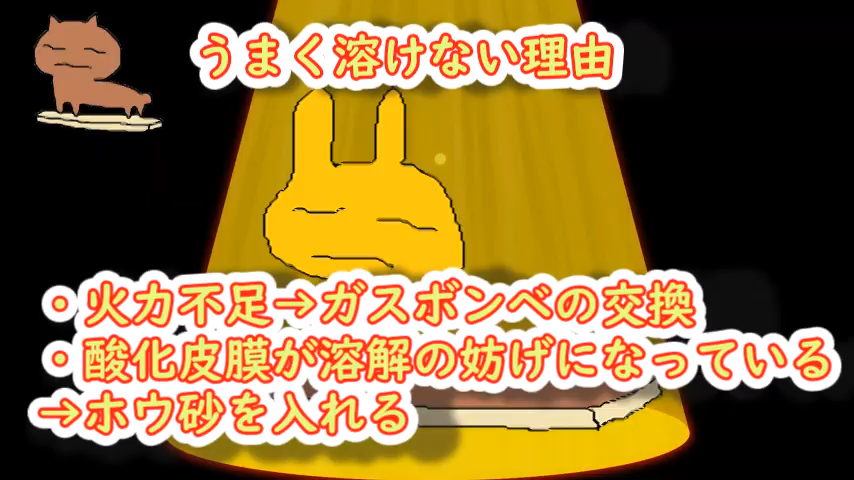 うまく溶けない理由
・火力不足→ガスボンベの交換
・酸化皮膜が溶解の妨げになっている
→ホウ砂を入れる